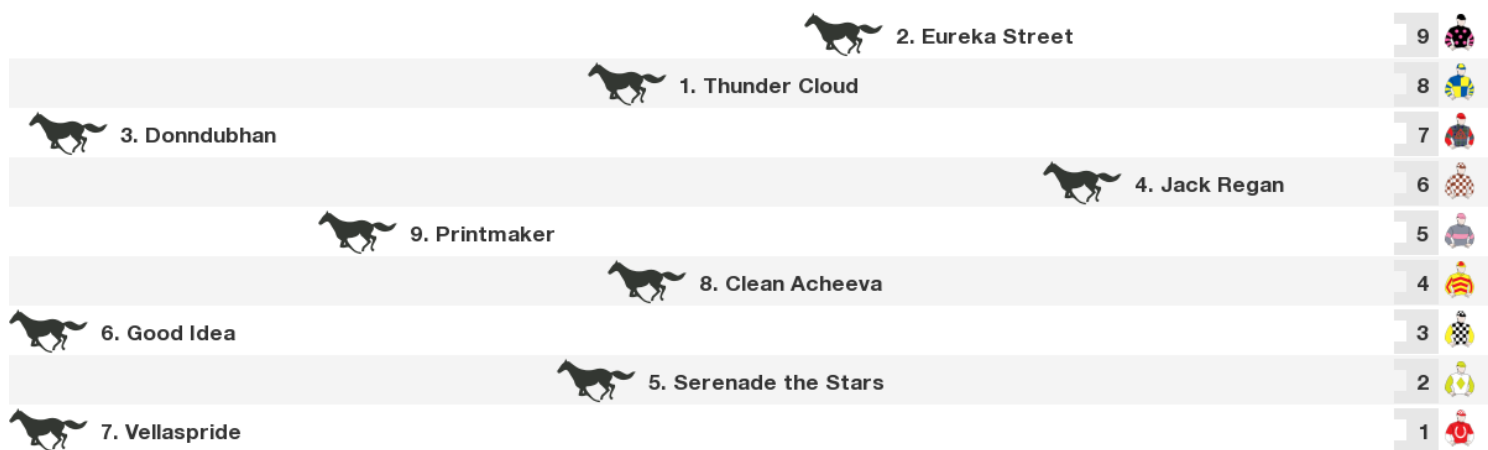 2. Eureka Street 9
1. Thunder Cloud 8
3. Donndubhan 7
4. Jack Regan 6
9. Printmaker 5
8. Clean Acheeva 4
6. Good Idea 3
5. Serenade the Stars 2
7. Vellaspride 1